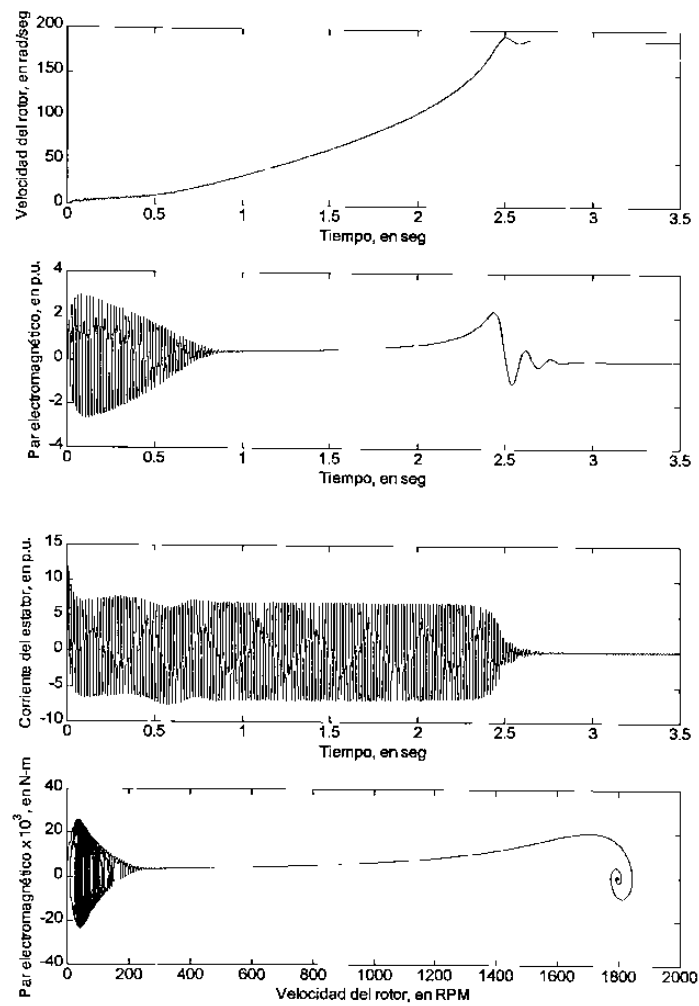 200
150
100
50
0
Velocidad del rotor, en rad/seg
0 0.5 1 1.5 2 2.5 3 3.5
Tiempo, en seg
4
2
0
-2
-4
Par electromagnético, en p.u.
0 0.5 1 1.5 2 2.5 3 3.5
Tiempo, en seg
15
10
5
0
-5
-10
Corriente del estator, en p.u.
0 0.5 1 1.5 2 2.5 3 3.5
Tiempo, en seg
40
20
0
-20
-40
Par electromagnético x 10³, en N-m
0 200 400 600 800 1000 1200 1400 1600 1800 2000
Velocidad del rotor, en RPM